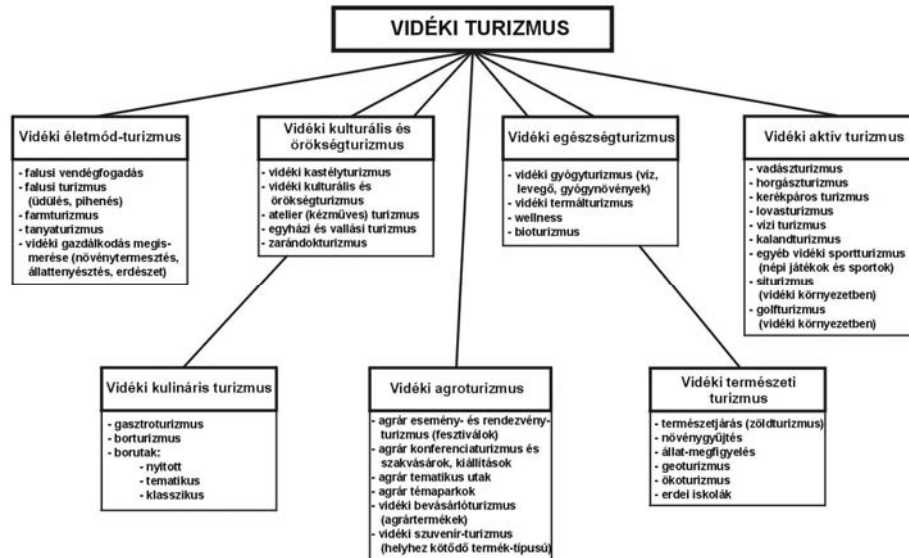 VIDÉKI TURIZMUS
Vidéki életmód-turizmus
- falusi vendégfogadás
- falusi turizmus
(üdülés, pihenés)
- farmturizmus
- tanyaturizmus
- vidéki gazdálkodás megis-
merése (növénytermesztés,
állattenyésztés, erdészet)
Vidéki kulturális és
örökségturizmus
- vidéki kastélyturizmus
- vidéki kulturális és
örökségturizmus
- atelier (kézműves) turizmus
- egyházi és vallási turizmus
- zarándokturizmus
Vidéki egészségturizmus
- vidéki gyógyturizmus (víz,
levegő, gyógynövények)
- vidéki termálturizmus
- wellness
- bioturizmus
Vidéki aktív turizmus
- vadászturizmus
- horgászturizmus
- kerékpáros turizmus
- lovasturizmus
- vízi turizmus
- kalandturizmus
- egyéb vidéki sportturizmus
(népi játékok és sportok)
- síturizmus
(vidéki környezetben)
- golfturizmus
(vidéki környezetben)
Vidéki kulináris turizmus
- gasztroturizmus
- borturizmus
- borutak:
- nyitott
- tematikus
- klasszikus
Vidéki agroturizmus
- agrár esemény- és rendezvény-
turizmus (fesztiválok)
- agrár konferenciaturizmus és
szakvásárok, kiállítások
- agrár tematikus utak
- agrár témaparkok
- vidéki bevásárlóturizmus
(agrártermékek)
- vidéki szuvenír-turizmus
(helyhez kötődő termék-típusú)
Vidéki természeti
turizmus
- természetjárás (zöldturizmus)
- növénygyűjtés
- állat-megfigyelés
- geoturizmus
- ökoturizmus
- erdei iskolák